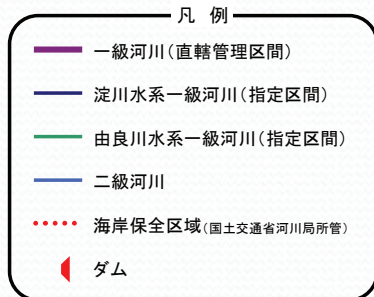 凡 例
一級河川(直轄管理区間)
淀川水系一級河川(指定区間)
由良川水系一級河川(指定区間)
二級河川
海岸保全区域(国土交通省河川局所管)
ダム